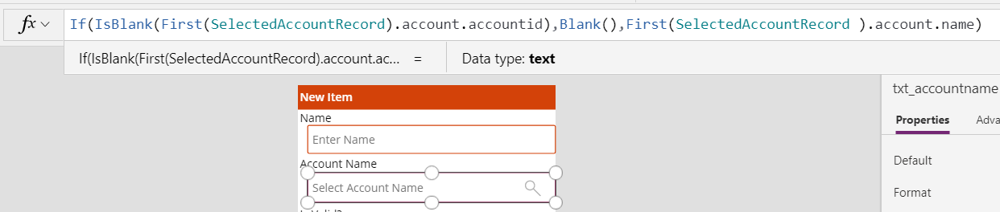 fx If(IsBlank(First(SelectedAccountRecord).account.accountid),Blank(),First(SelectedAccountRecord ).account.name)
If(IsBlank(First(SelectedAccountRecord).account.ac... = Data type: text
New Item
txt_accountname
Name
Properties Adva
Enter Name
Account Name
Default
Select Account Name
Format